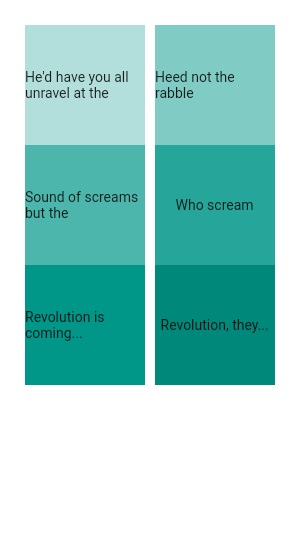 He'd have you all
unravel at the
Heed not the
rabble
Sound of screams
but the
Who scream
Revolution is
coming...
Revolution, they...